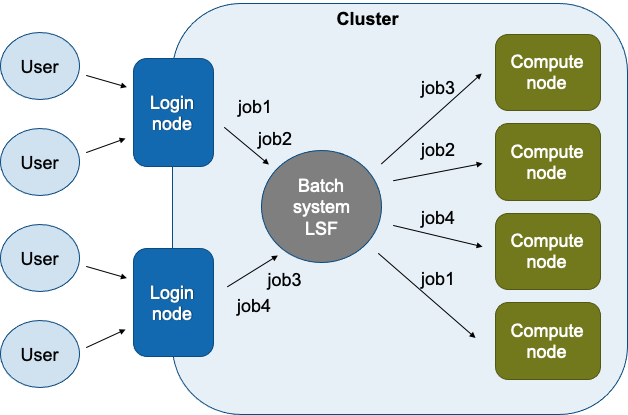 Cluster
User
User
User
User
Login
node
Login
node
job1
job2
job3
job4
Batch
system
LSF
job3
job2
job4
job1
Compute
node
Compute
node
Compute
node
Compute
node